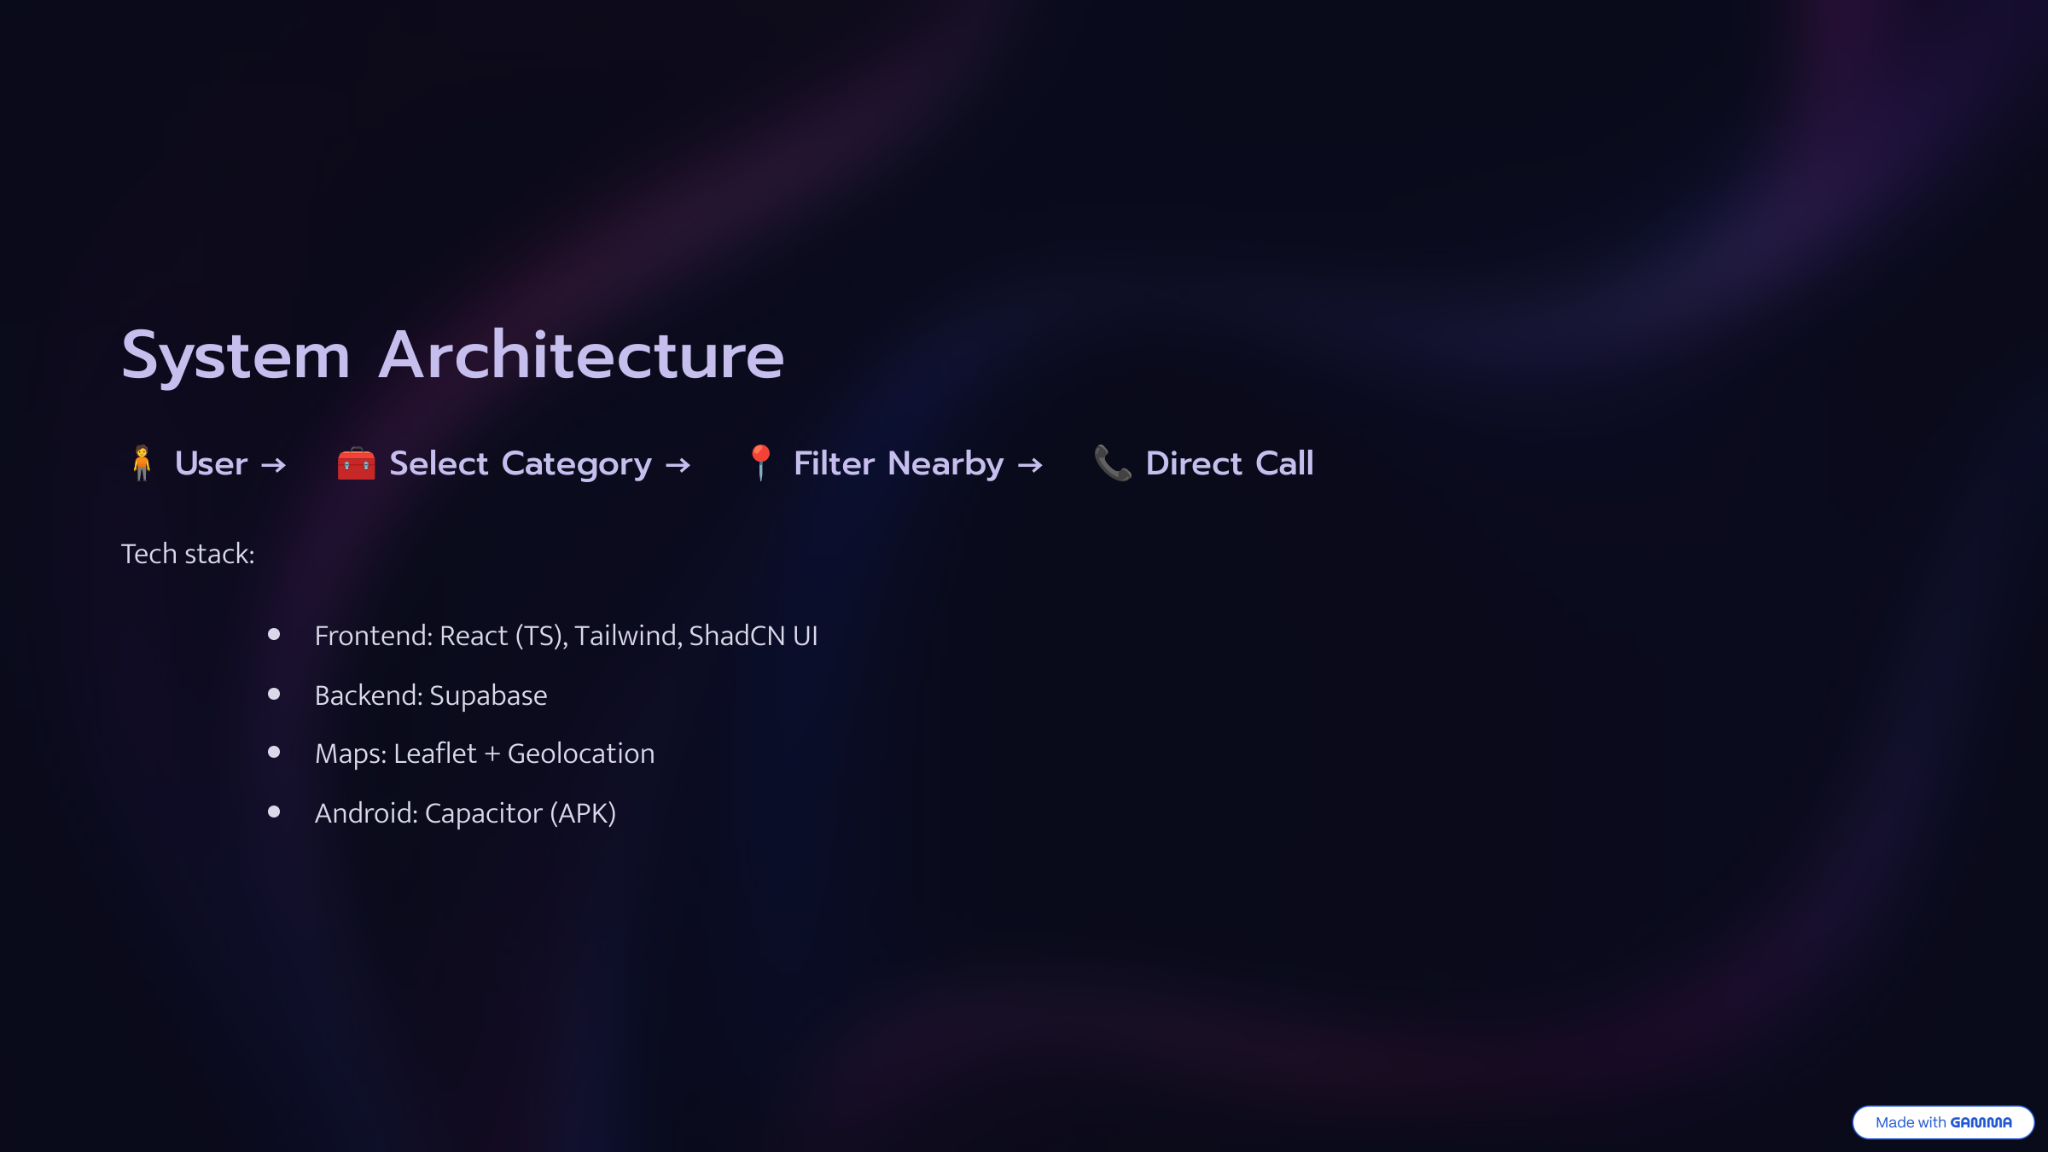 System Architecture
🧍 User → 🧰 Select Category → 📍 Filter Nearby → 📞 Direct Call
Tech stack:
• Frontend: React (TS), Tailwind, ShadCN UI
• Backend: Supabase
• Maps: Leaflet + Geolocation
• Android: Capacitor (APK)
Made with GAMMA